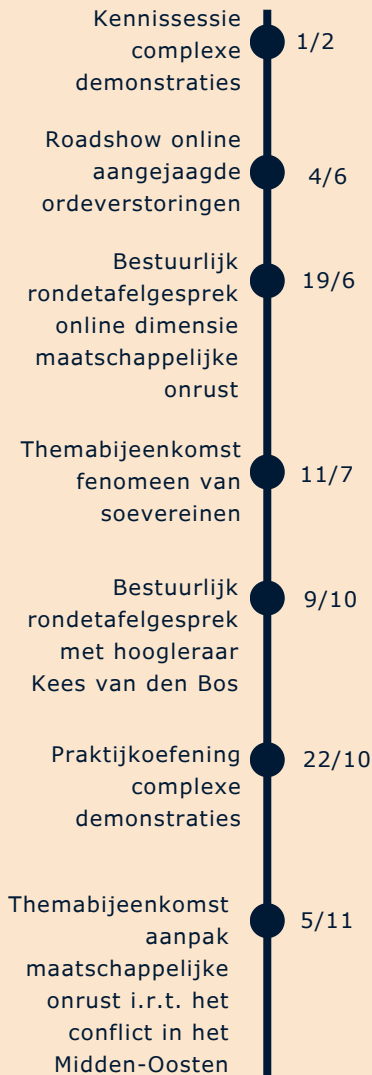 Kennissessie
complexe
demonstraties
1/2
Roadshow online
aangejaagde
ordeverstoringen
4/6
Bestuurlijk
rondetafelgesprek
online dimensie
maatschappelijke
onrust
19/6
Themabijeenkomst
fenomeen van
soevereinen
11/7
Bestuurlijk
rondetafelgesprek
met hoogleraar
Kees van den Bos
9/10
Praktijkoefening
complexe
demonstraties
22/10
Themabijeenkomst
aanpak
maatschappelijke
onrust i.r.t. het
conflict in het
Midden-Oosten
5/11